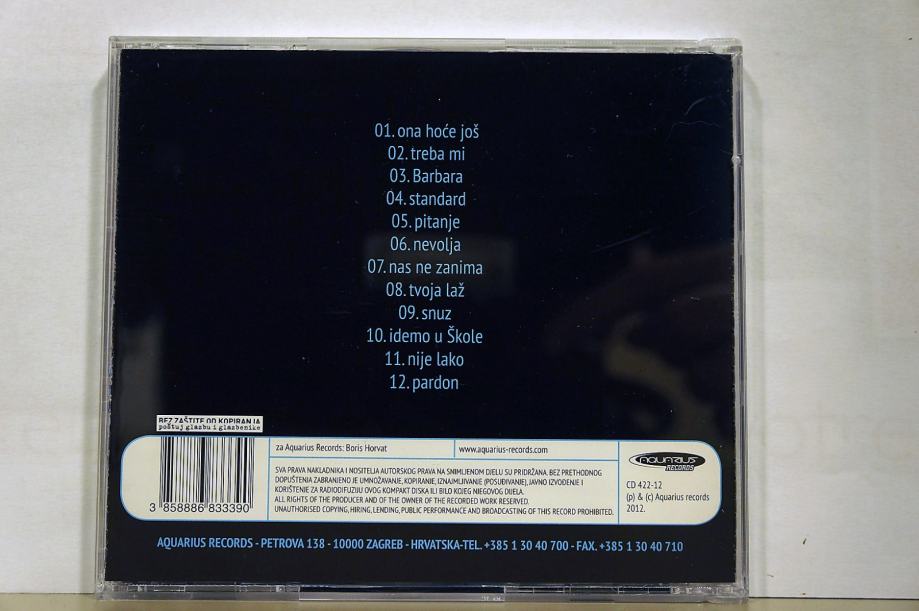 01. ona hoće još
02. treba mi
03. Barbara
04. standard
05. pitanje
06. nevolja
07. nas ne zanima
08. tvoja laž
09. snuz
10. idemo u Škole
11. nije lako
12. pardon
BEZ ZAŠTITE OD KOPIRANJA
poštuj glazbu i glazbenike
3 858886 833390
za Aquarius Records: Boris Horvat
www.aquarius-records.com
SVA PRAVA NAKLADNIKA I NOSITELJA AUTORSKOG PRAVA NA SNIMLJENOM DJELU SU PRIDRŽANA. BEZ PRETHODNOG
DOPUŠTENJA ZABRANJENO JE UMNOŽAVANJE, KOPIRANJE, IZNAJMLJIVANJE (POSUĐIVANJE), JAVNO IZVOĐENJE I
KORIŠTENJE ZA RADIODIFUZIJU OVOG KOMPAKT DISKA ILI BILO KOJEG NJEGOVOG DIJELA.
ALL RIGHTS OF THE PRODUCER AND OF THE OWNER OF THE RECORDED WORK RESERVED.
UNAUTHORISED COPYING, HIRING, LENDING, PUBLIC PERFORMANCE AND BROADCASTING OF THIS RECORD PROHIBITED.
AQUARIUS
RECORDS
CD 422-12
(p) & (c) Aquarius records
2012.
AQUARIUS RECORDS - PETROVA 138 - 10000 ZAGREB - HRVATSKA-TEL. +385 1 30 40 700 - FAX. +385 1 30 40 710